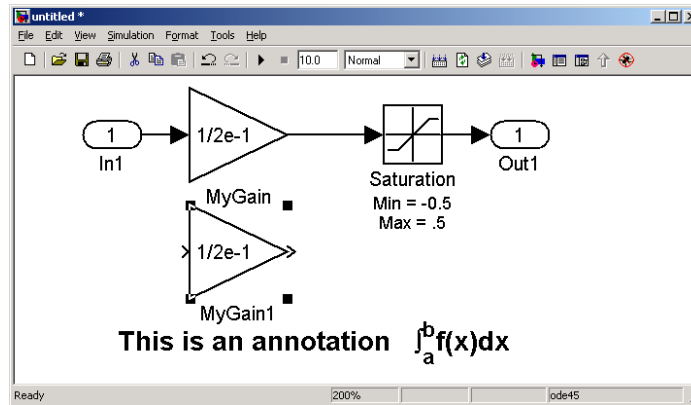 untitled *
File Edit View Simulation Format Tools Help
10.0 Normal
1 1/2e-1 1
In1 MyGain Saturation Out1
Min = -0.5
Max = .5
1/2e-1
MyGain1
This is an annotation ∫ᵇₐf(x)dx
Ready 200% ode45